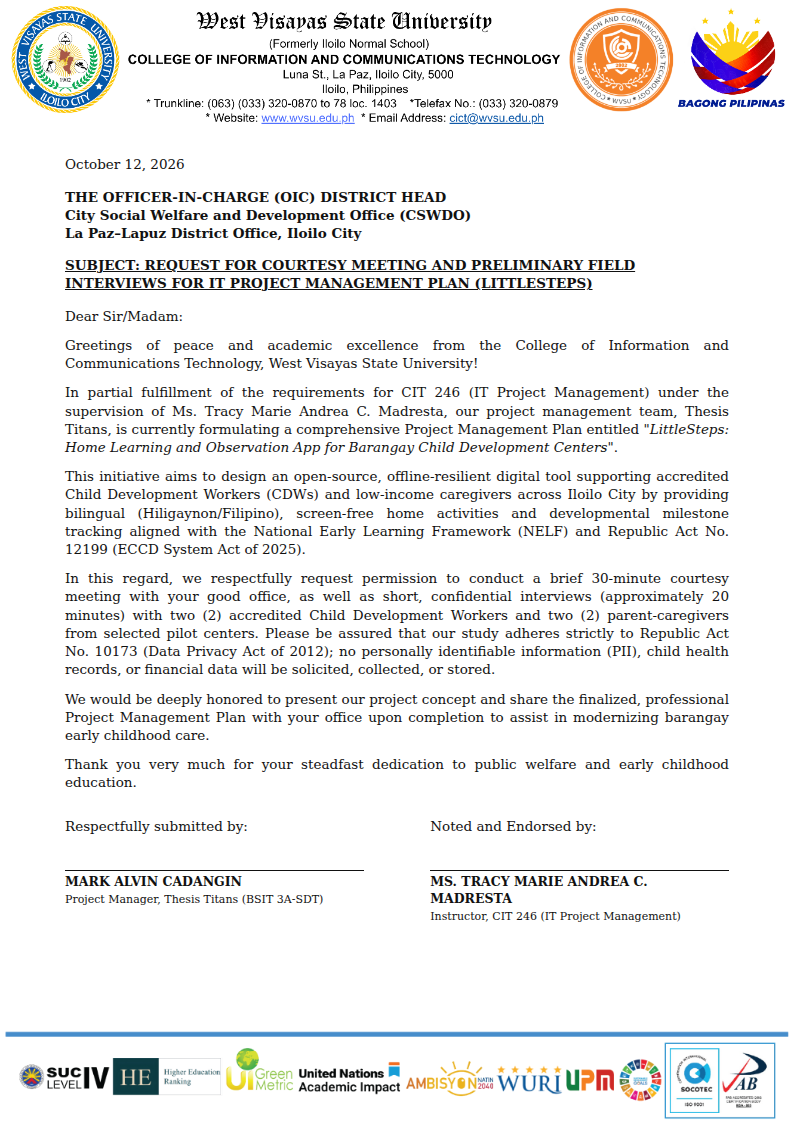 West Visayas State University
(Formerly Iloilo Normal School)
COLLEGE OF INFORMATION AND COMMUNICATIONS TECHNOLOGY
Luna St., La Paz, Iloilo City, 5000
Iloilo, Philippines
* Trunkline: (063) (033) 320-0870 to 78 loc. 1403 *Telefax No.: (033) 320-0879
* Website: www.wvsu.edu.ph * Email Address: cict@wvsu.edu.ph
WEST VISAYAS STATE UNIVERSITY
1902
ILOILO CITY
COLLEGE OF INFORMATION AND COMMUNICATIONS TECHNOLOGY
WVSU
BAGONG PILIPINAS
October 12, 2026
THE OFFICER-IN-CHARGE (OIC) DISTRICT HEAD
City Social Welfare and Development Office (CSWDO)
La Paz–Lapuz District Office, Iloilo City
SUBJECT: REQUEST FOR COURTESY MEETING AND PRELIMINARY FIELD
INTERVIEWS FOR IT PROJECT MANAGEMENT PLAN (LITTLESTEPS)
Dear Sir/Madam:
Greetings of peace and academic excellence from the College of Information and
Communications Technology, West Visayas State University!
In partial fulfillment of the requirements for CIT 246 (IT Project Management) under the
supervision of Ms. Tracy Marie Andrea C. Madresta, our project management team, Thesis
Titans, is currently formulating a comprehensive Project Management Plan entitled "LittleSteps:
Home Learning and Observation App for Barangay Child Development Centers".
This initiative aims to design an open-source, offline-resilient digital tool supporting accredited
Child Development Workers (CDWs) and low-income caregivers across Iloilo City by providing
bilingual (Hiligaynon/Filipino), screen-free home activities and developmental milestone
tracking aligned with the National Early Learning Framework (NELF) and Republic Act No.
12199 (ECCD System Act of 2025).
In this regard, we respectfully request permission to conduct a brief 30-minute courtesy
meeting with your good office, as well as short, confidential interviews (approximately 20
minutes) with two (2) accredited Child Development Workers and two (2) parent-caregivers
from selected pilot centers. Please be assured that our study adheres strictly to Republic Act
No. 10173 (Data Privacy Act of 2012); no personally identifiable information (PII), child health
records, or financial data will be solicited, collected, or stored.
We would be deeply honored to present our project concept and share the finalized, professional
Project Management Plan with your office upon completion to assist in modernizing barangay
early childhood care.
Thank you very much for your steadfast dedication to public welfare and early childhood
education.
Respectfully submitted by:
MARK ALVIN CADANGIN
Project Manager, Thesis Titans (BSIT 3A-SDT)
Noted and Endorsed by:
MS. TRACY MARIE ANDREA C.
MADRESTA
Instructor, CIT 246 (IT Project Management)
SUC
LEVEL IV
HE
Higher Education
Ranking
UI
Green
Metric
United Nations
Academic Impact
AMBISYON NATIN
2040
WURI
UPM
SOCOTEC
ISO 9001
PAB